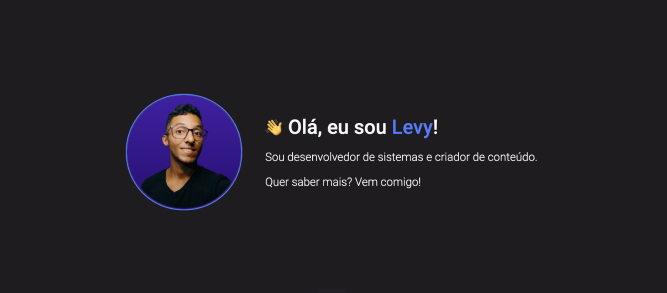 👋 Olá, eu sou Levy!
Sou desenvolvedor de sistemas e criador de conteúdo.
Quer saber mais? Vem comigo!